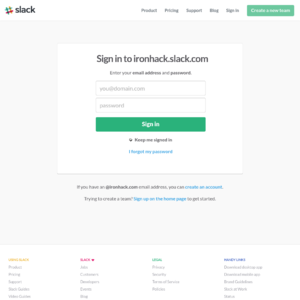 slack
Product Pricing Support Blog Sign in Create a new team
Sign in to ironhack.slack.com
Enter your email address and password.
you@domain.com
password
Sign in
Keep me signed in
I forgot my password
If you have an @ironhack.com email address, you can create an account.
Trying to create a team? Sign up on the home page to get started.
USING SLACK SLACK LEGAL HANDY LINKS
Product Jobs Privacy Download desktop app
Pricing Customers Security Download mobile app
Support Developers Terms of Service Brand Guidelines
Slack Guides Events Policies Slack at Work
Video Guides Blog Status